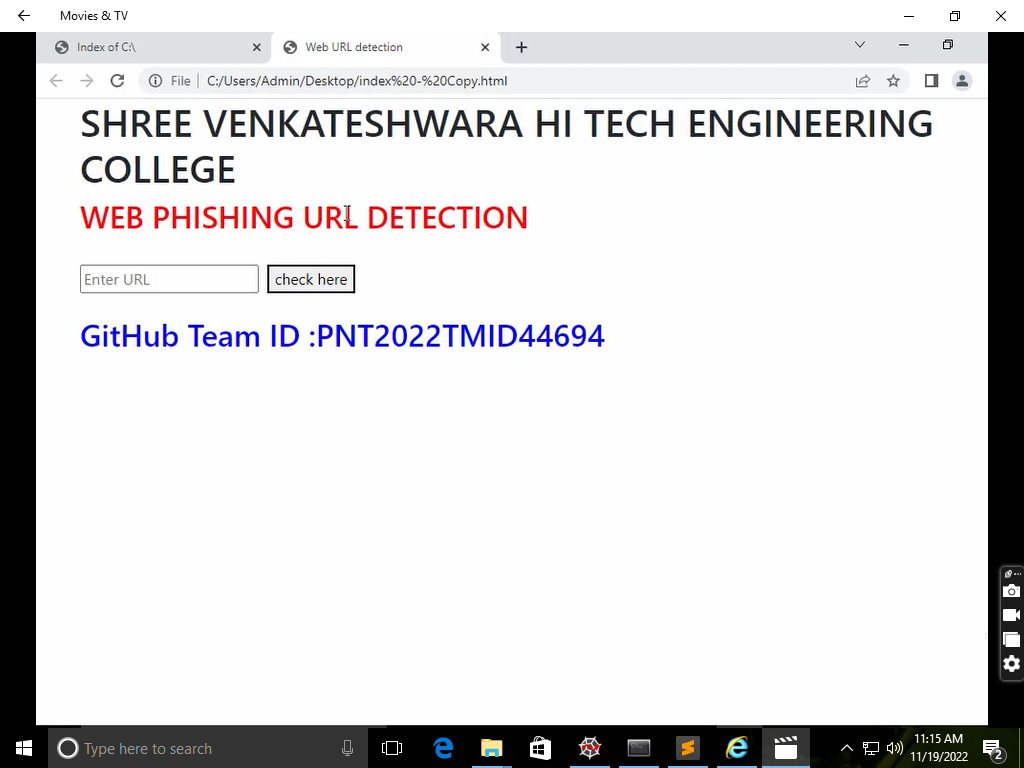 Movies & TV
Index of C:\
Web URL detection
File
C:/Users/Admin/Desktop/index%20-%20Copy.html
SHREE VENKATESHWARA HI TECH ENGINEERING
COLLEGE
WEB PHISHING URL DETECTION
Enter URL
check here
GitHub Team ID :PNT2022TMID44694
Type here to search
11:15 AM
11/19/2022
2